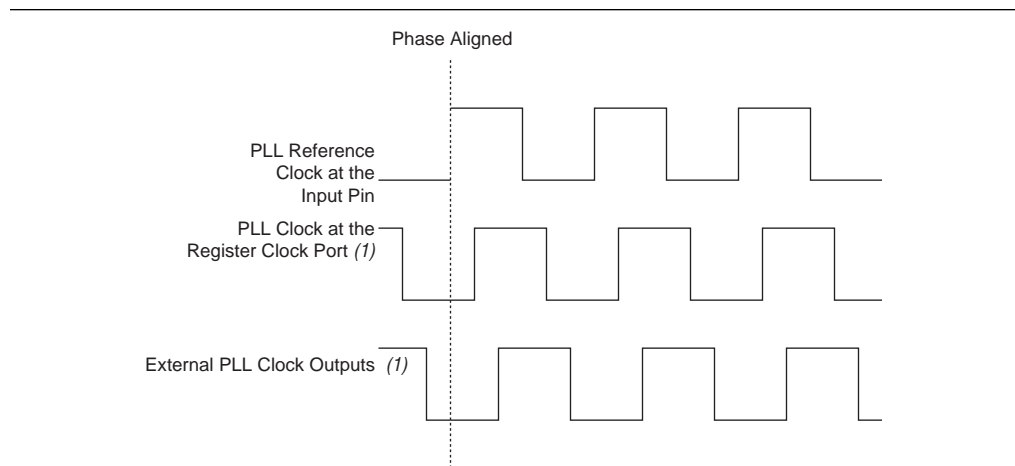 Phase Aligned
PLL Reference
Clock at the
Input Pin
PLL Clock at the
Register Clock Port (1)
External PLL Clock Outputs (1)